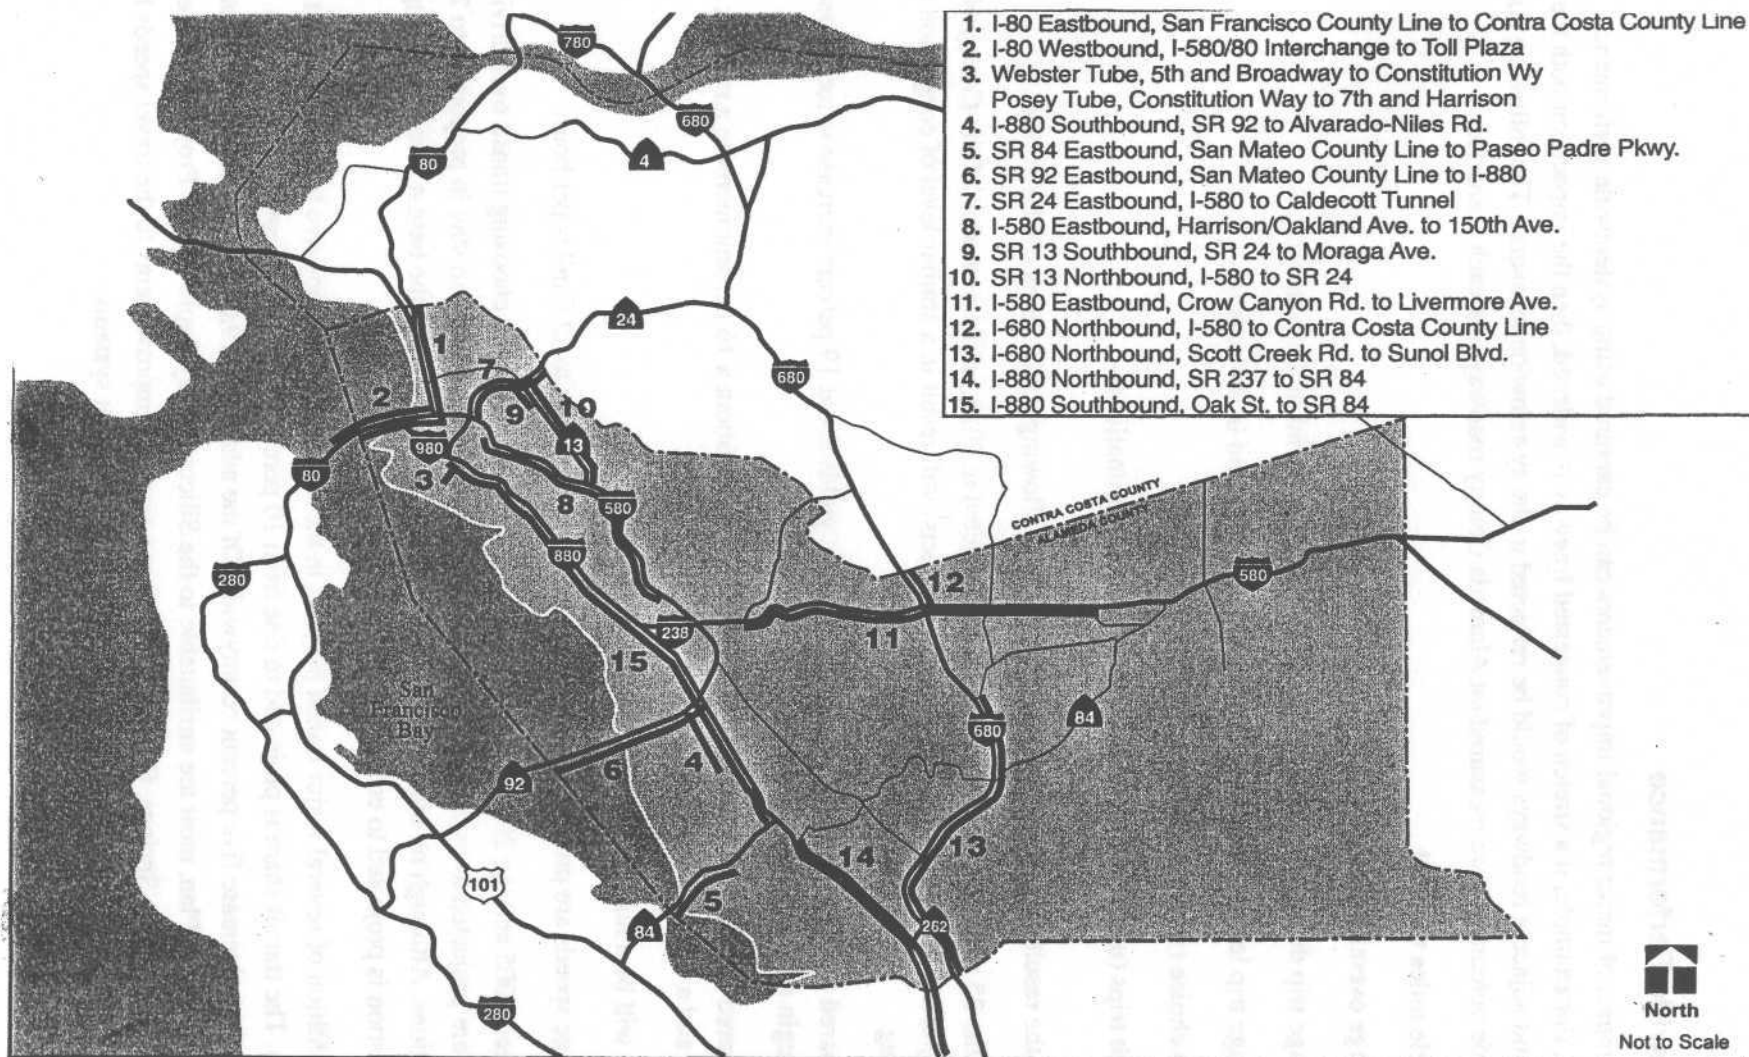 1. I-80 Eastbound, San Francisco County Line to Contra Costa County Line
2. I-80 Westbound, I-580/80 Interchange to Toll Plaza
3. Webster Tube, 5th and Broadway to Constitution Wy
Posey Tube, Constitution Way to 7th and Harrison
4. I-880 Southbound, SR 92 to Alvarado-Niles Rd.
5. SR 84 Eastbound, San Mateo County Line to Paseo Padre Pkwy.
6. SR 92 Eastbound, San Mateo County Line to I-880
7. SR 24 Eastbound, I-580 to Caldecott Tunnel
8. I-580 Eastbound, Harrison/Oakland Ave. to 150th Ave.
9. SR 13 Southbound, SR 24 to Moraga Ave.
10. SR 13 Northbound, I-580 to SR 24
11. I-580 Eastbound, Crow Canyon Rd. to Livermore Ave.
12. I-680 Northbound, I-580 to Contra Costa County Line
13. I-680 Northbound, Scott Creek Rd. to Sunol Blvd.
14. I-880 Northbound, SR 237 to SR 84
15. I-880 Southbound, Oak St. to SR 84
780
680
80
4
24
1
7
680
2
9
10
13
980
80
3
8
580
CONTRA COSTA COUNTY
ALAMEDA COUNTY
880
280
12
580
238
11
15
San
Francisco
Bay
84
680
92
6
4
13
14
101
5
84
262
280
North
Not to Scale